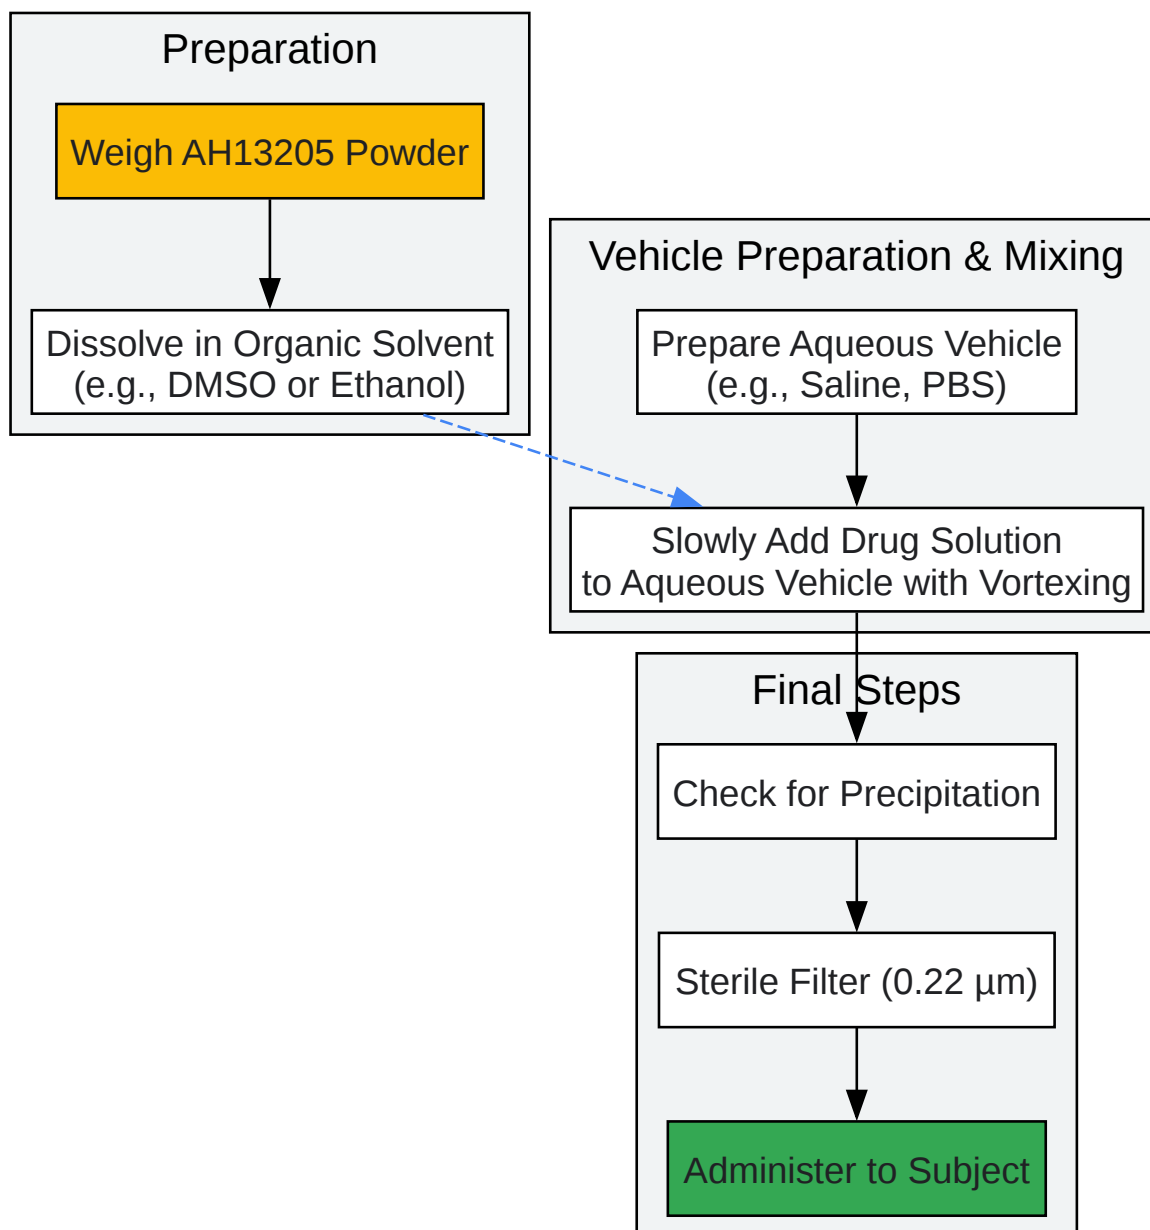 Preparation
Weigh AH13205 Powder
Dissolve in Organic Solvent
(e.g., DMSO or Ethanol)
Vehicle Preparation & Mixing
Prepare Aqueous Vehicle
(e.g., Saline, PBS)
Slowly Add Drug Solution
to Aqueous Vehicle with Vortexing
Final Steps
Check for Precipitation
Sterile Filter (0.22 µm)
Administer to Subject